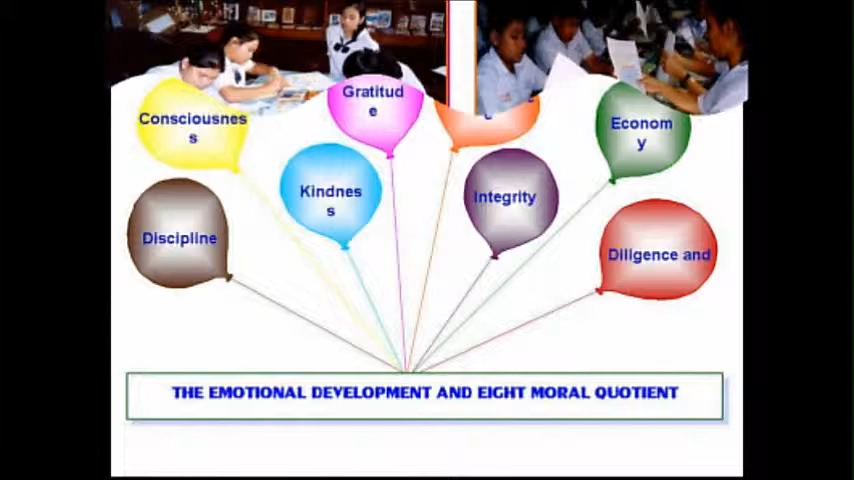 Gratitud
e
Consciousnes
s
Econom
y
Kindnes
s
Integrity
Discipline
Diligence and
THE EMOTIONAL DEVELOPMENT AND EIGHT MORAL QUOTIENT